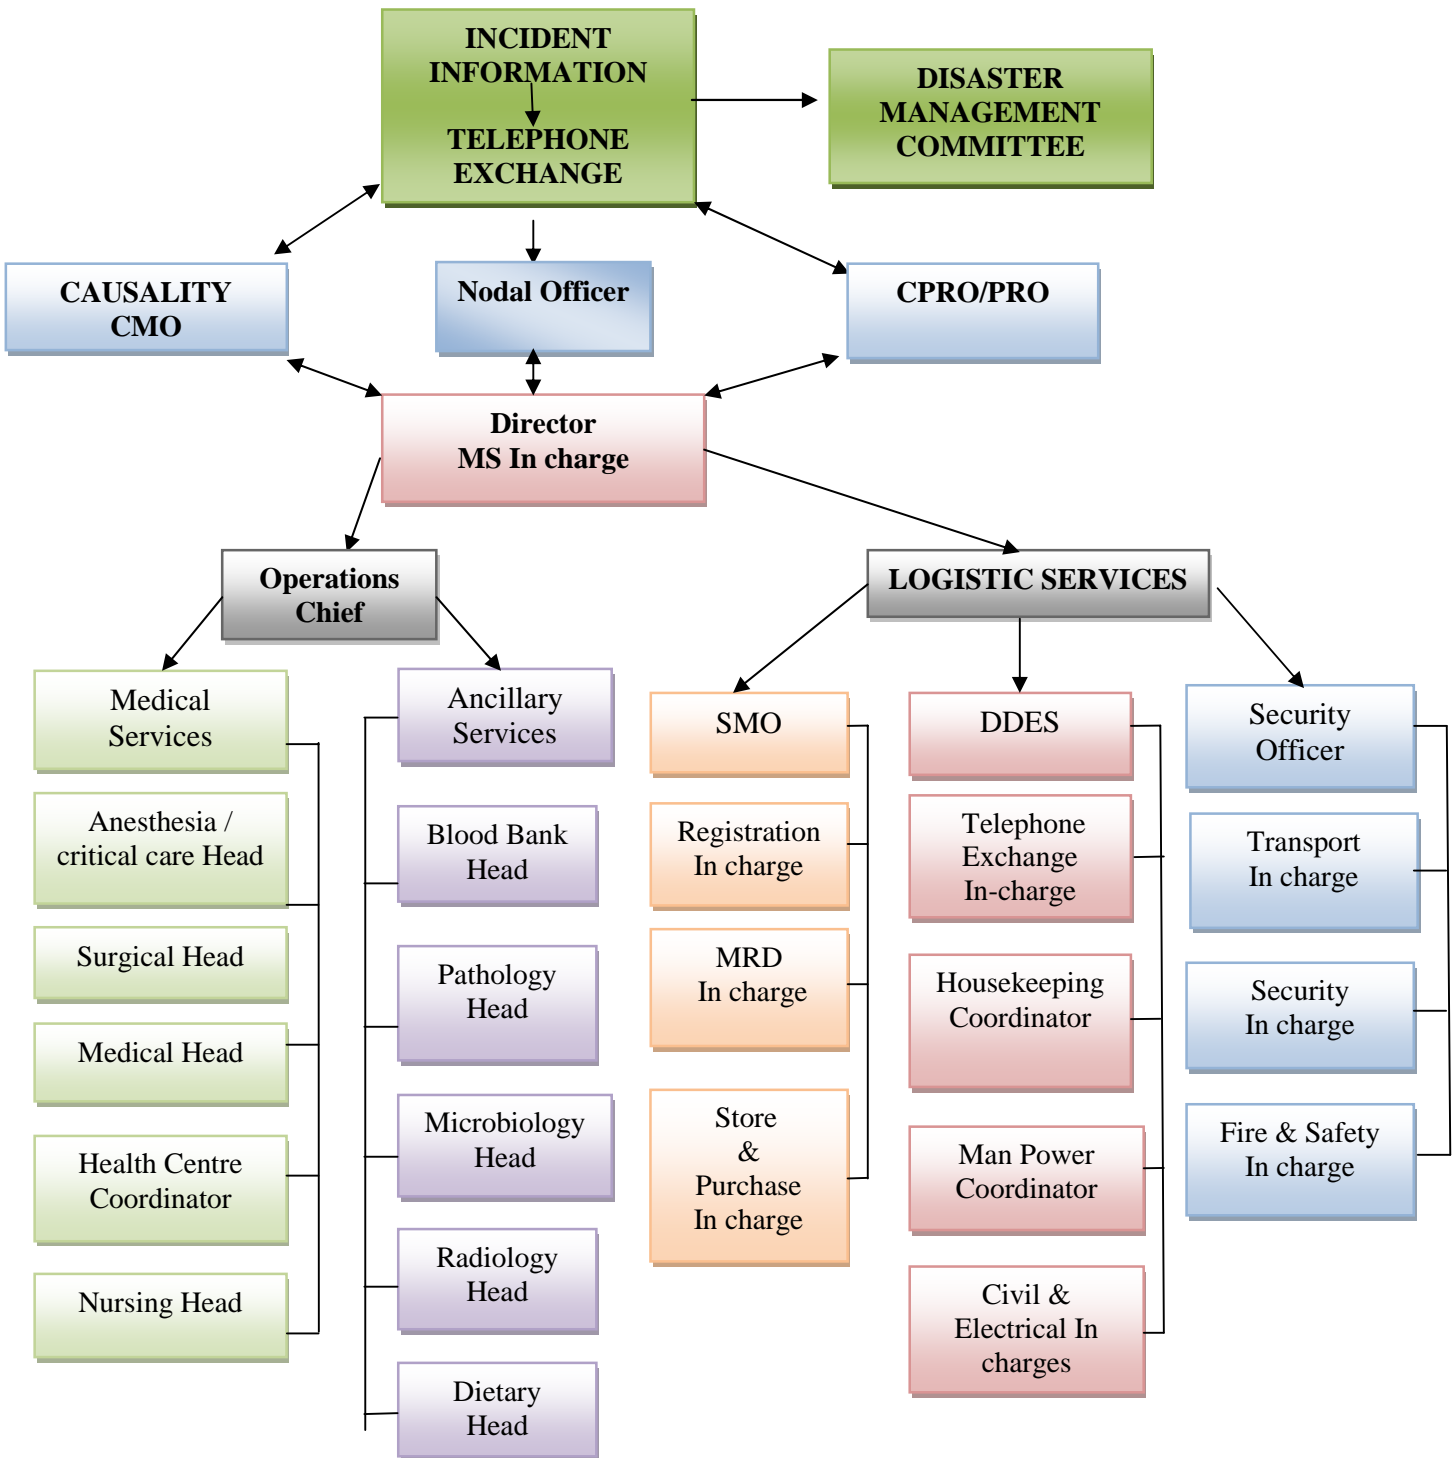 INCIDENT
INFORMATION
TELEPHONE
EXCHANGE
DISASTER
MANAGEMENT
COMMITTEE
CAUSALITY
CMO
Nodal Officer
CPRO/PRO
Director
MS In charge
Operations
Chief
LOGISTIC SERVICES
Medical
Services
Anesthesia /
critical care Head
Surgical Head
Medical Head
Health Centre
Coordinator
Nursing Head
Ancillary
Services
Blood Bank
Head
Pathology
Head
Microbiology
Head
Radiology
Head
Dietary
Head
SMO
Registration
In charge
MRD
In charge
Store
&
Purchase
In charge
DDES
Telephone
Exchange
In-charge
Housekeeping
Coordinator
Man Power
Coordinator
Civil &
Electrical In
charges
Security
Officer
Transport
In charge
Security
In charge
Fire & Safety
In charge